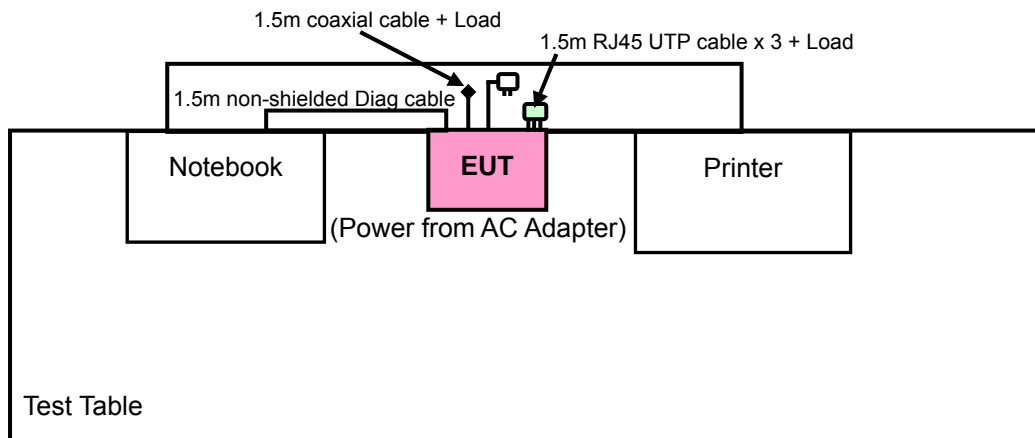 1.5m coaxial cable + Load
1.5m RJ45 UTP cable x 3 + Load
1.5m non-shielded Diag cable
Notebook
EUT
Printer
(Power from AC Adapter)
Test Table